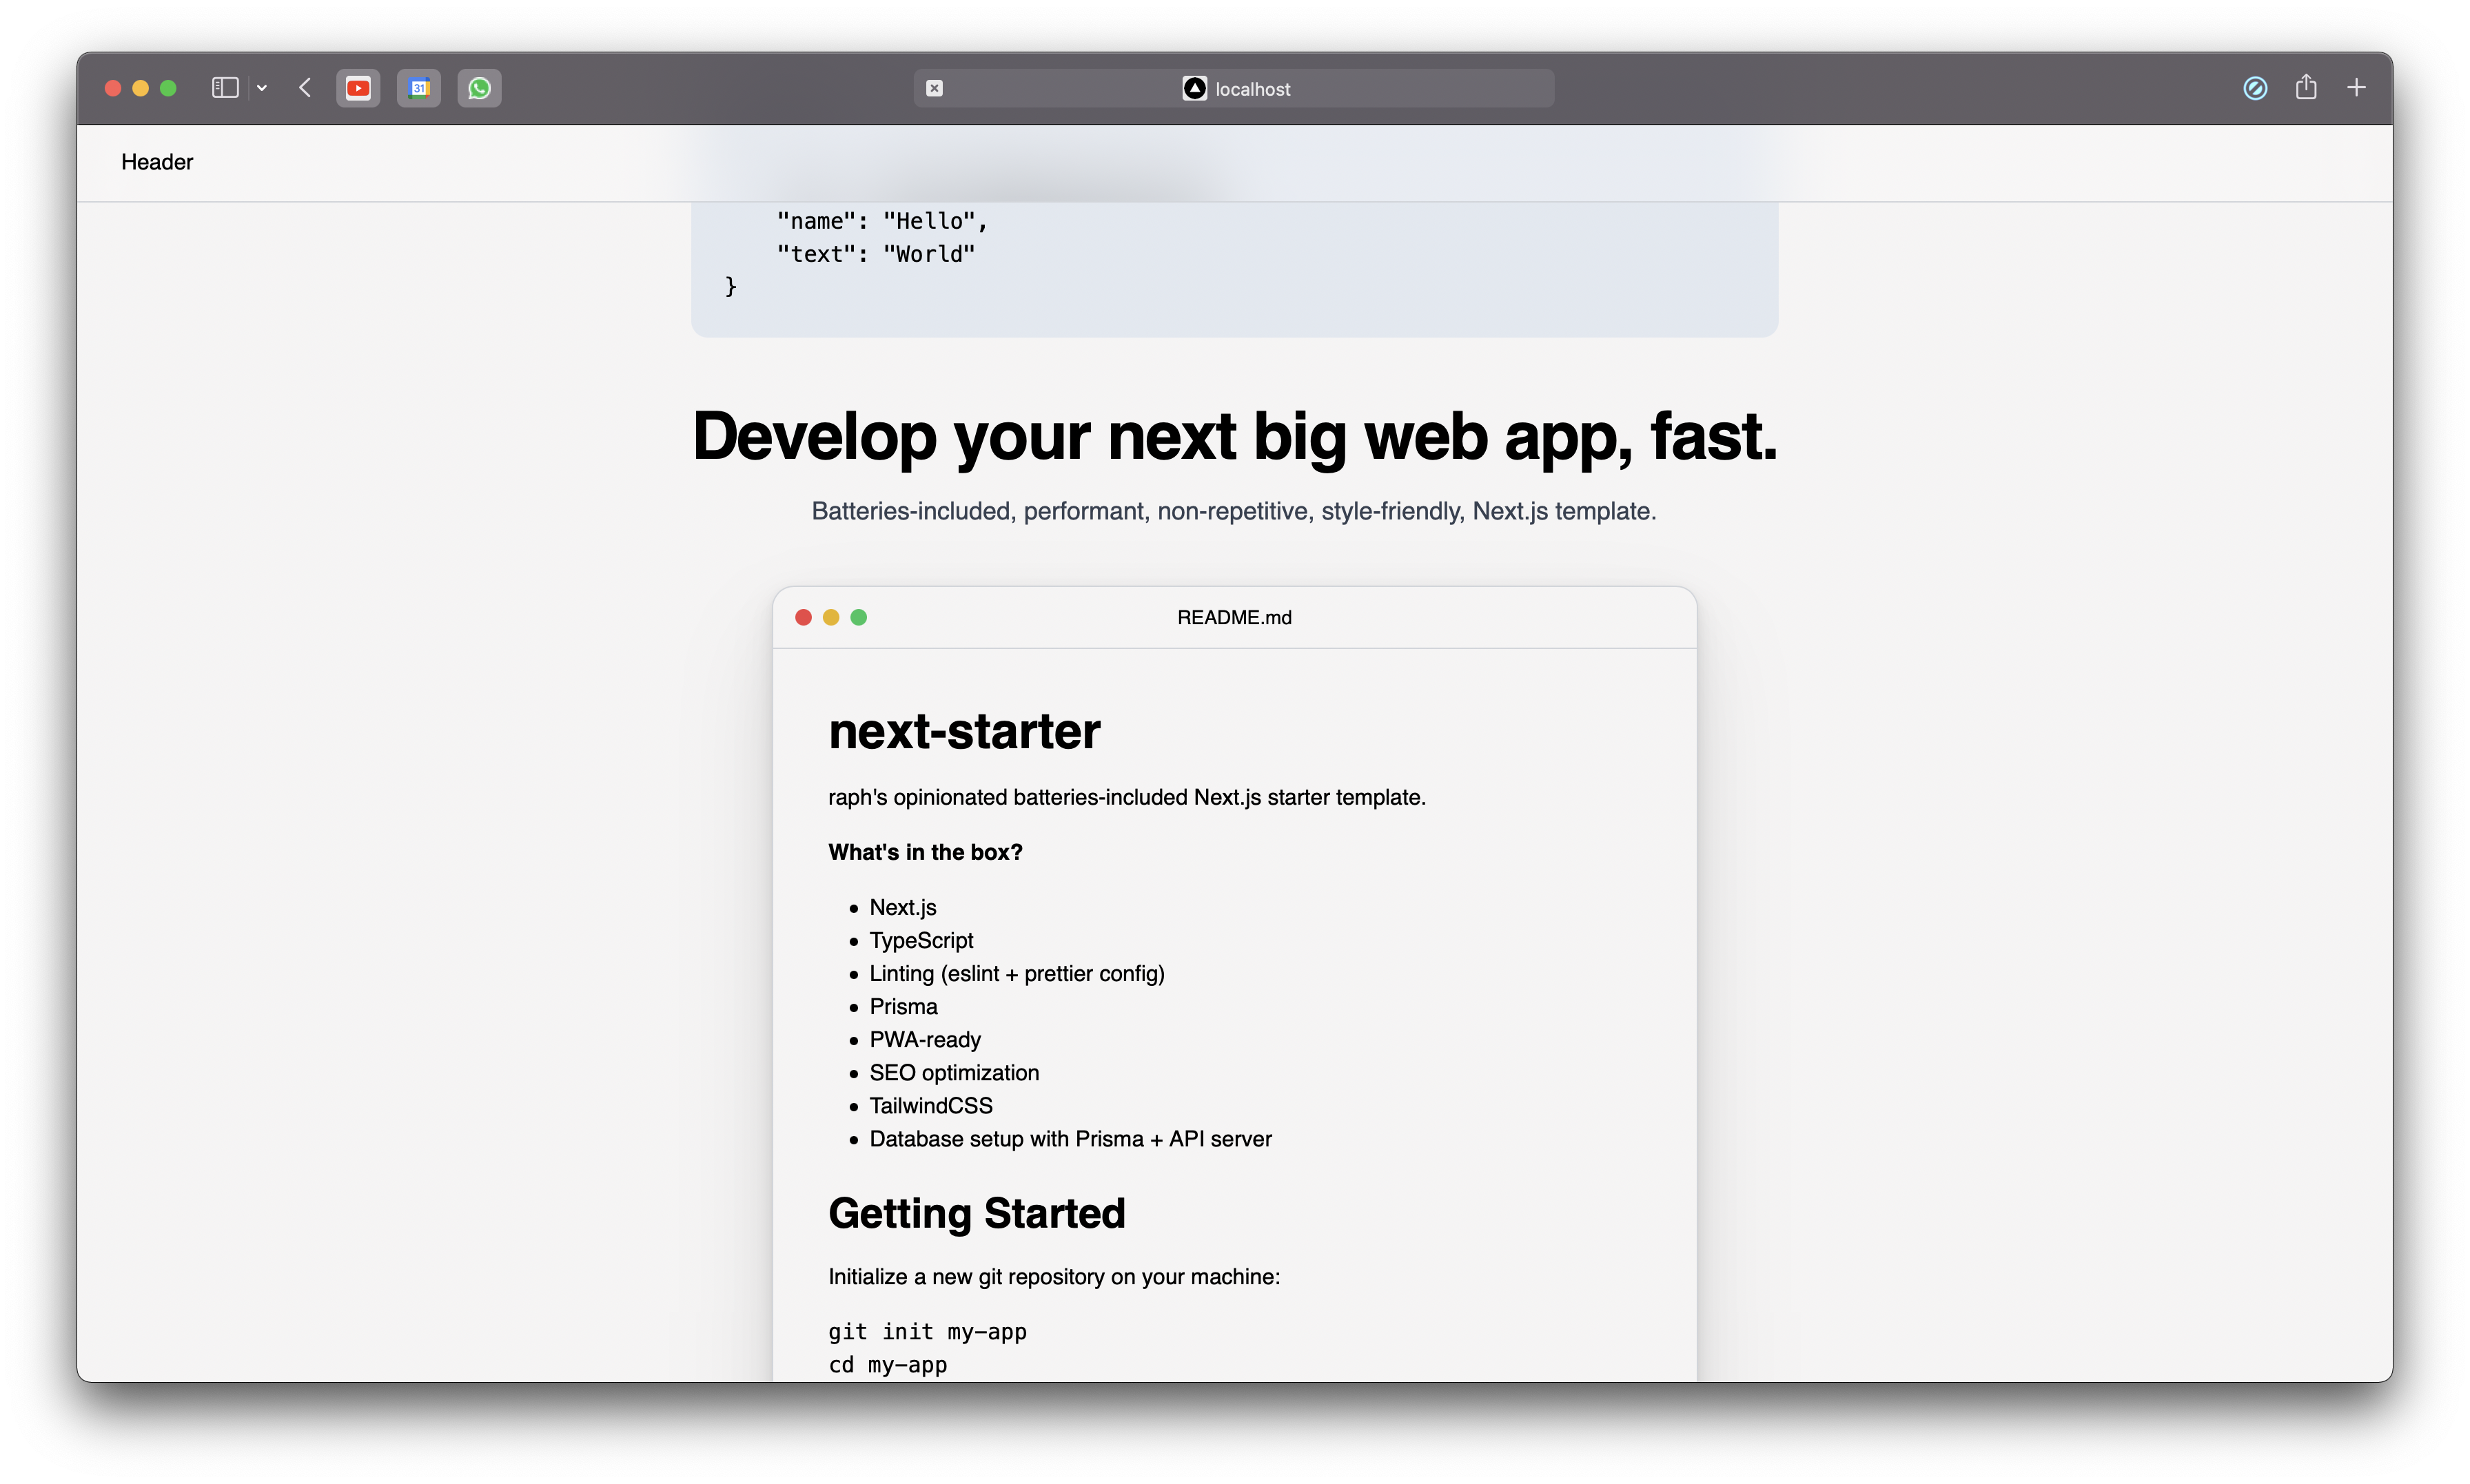 localhost
Header
"name": "Hello",
"text": "World"
}
Develop your next big web app, fast.
Batteries-included, performant, non-repetitive, style-friendly, Next.js template.
README.md
next-starter
raph's opinionated batteries-included Next.js starter template.
What's in the box?
Next.js
TypeScript
Linting (eslint + prettier config)
Prisma
PWA-ready
SEO optimization
TailwindCSS
Database setup with Prisma + API server
Getting Started
Initialize a new git repository on your machine:
git init my-app
cd my-app